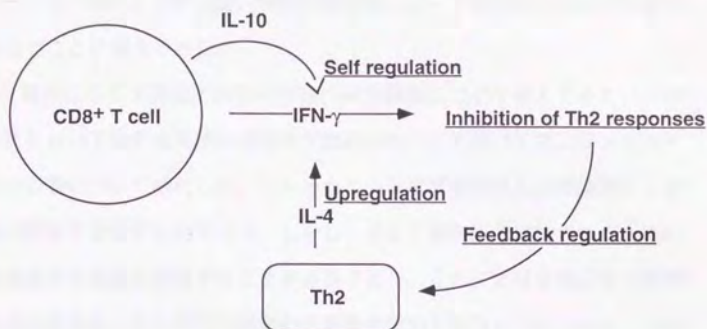 IL-10
Self regulation
CD8+ T cell
IFN-γ
Inhibition of Th2 responses
Upregulation
IL-4
Feedback regulation
Th2